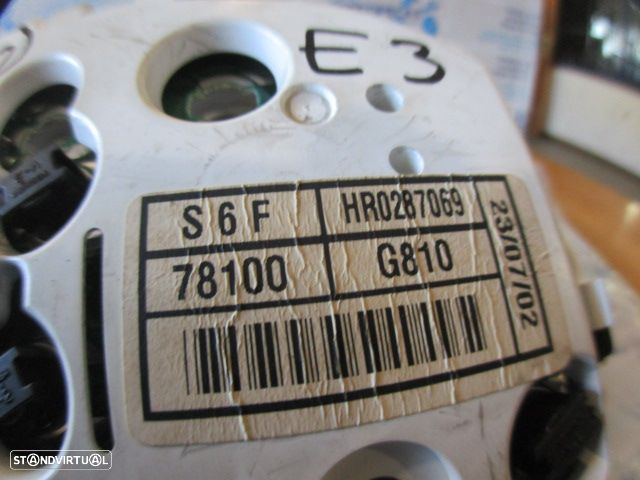 E3
S6F HR0287069
78100 G810
23/07/02
STANDVIRTUAL